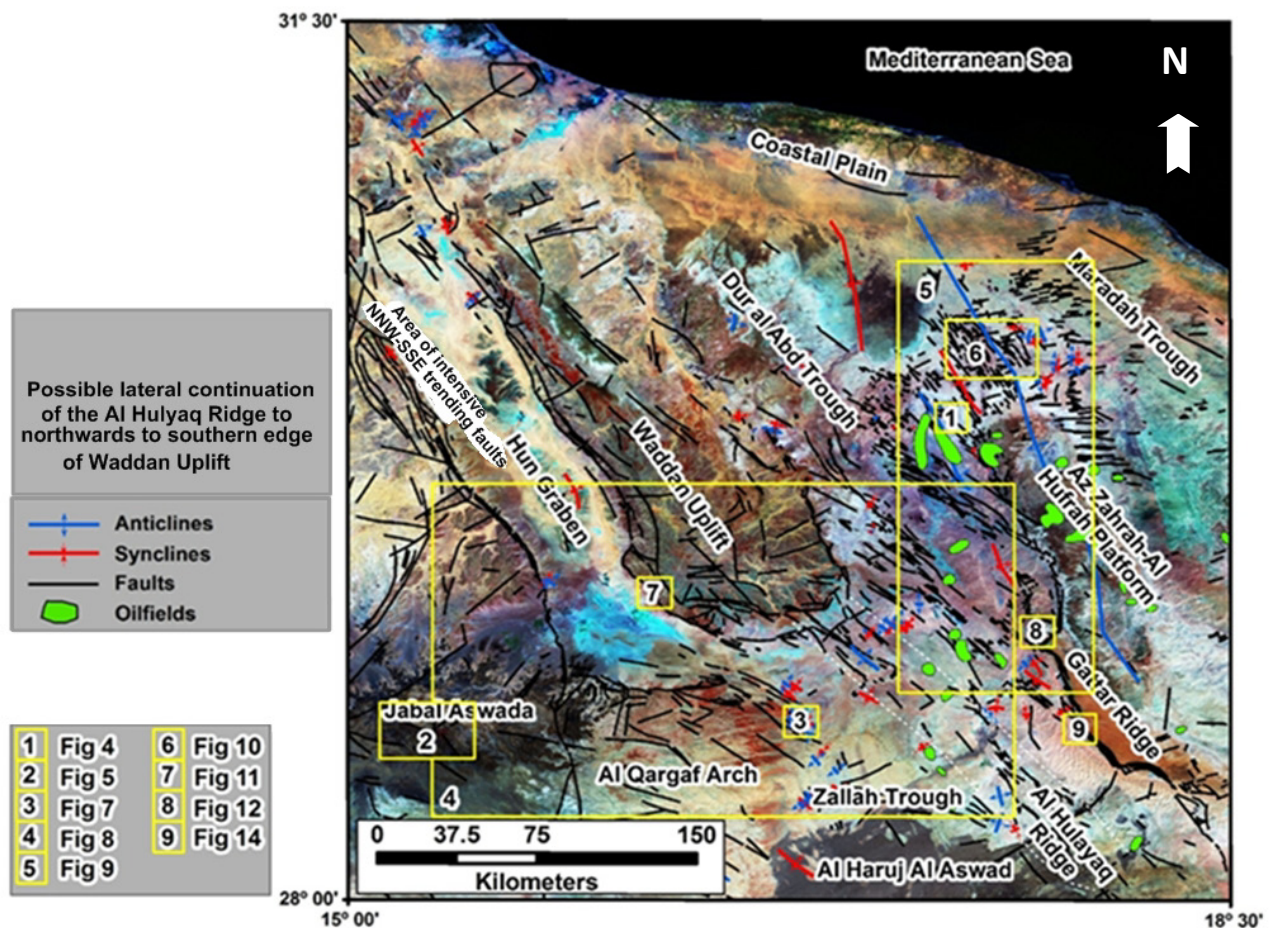 31° 30'
Mediterranean Sea
N
Coastal Plain
Maradah Trough
5
Dur al Abd Trough
6
Area of intensive
NNW-SSE trending faults
1
Hun Graben
Waddan Uplift
Az Zahrah-Al
Hufrah Platform
7
8
Gattar Ridge
Jabal Aswada
2
3
9
Al Qargaf Arch
4
Zallah Trough
Al Hulayaq
Ridge
Al Haruj Al Aswad
0 37.5 75 150
Kilometers
28° 00'
15° 00'
18° 30'
Possible lateral continuation
of the Al Hulyaq Ridge to
northwards to southern edge
of Waddan Uplift
Anticlines
Synclines
Faults
Oilfields
1 Fig 4
2 Fig 5
3 Fig 7
4 Fig 8
5 Fig 9
6 Fig 10
7 Fig 11
8 Fig 12
9 Fig 14